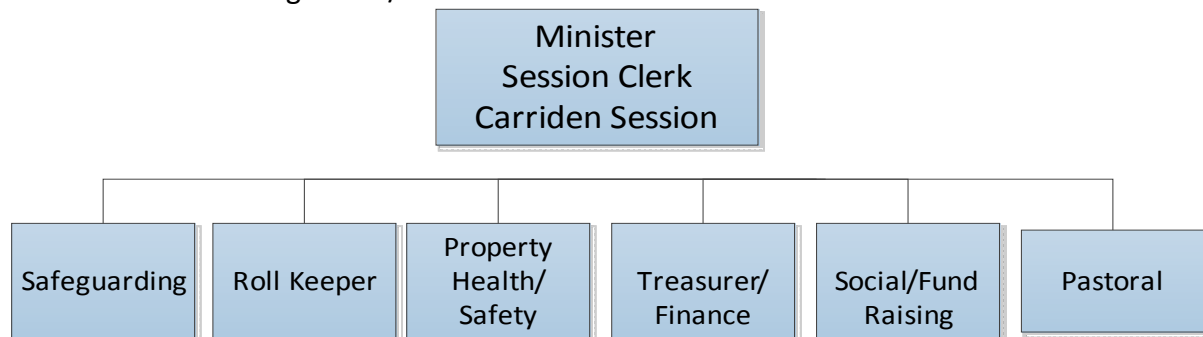 Minister
Session Clerk
Carriden Session
Safeguarding
Roll Keeper
Property
Health/
Safety
Treasurer/
Finance
Social/Fund
Raising
Pastoral